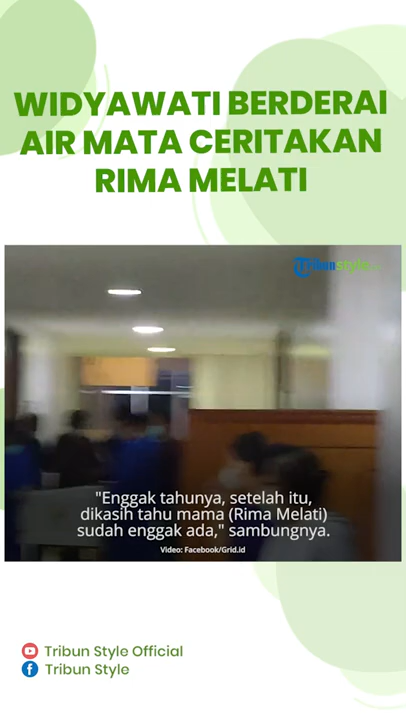 WIDYAWATI BERDERAI
AIR MATA CERITAKAN
RIMA MELATI
Tribunstyle
"Enggak tahunya, setelah itu,
dikasih tahu mama (Rima Melati)
sudah enggak ada," sambungnya.
Video: Facebook/Grid.id
Tribun Style Official
Tribun Style